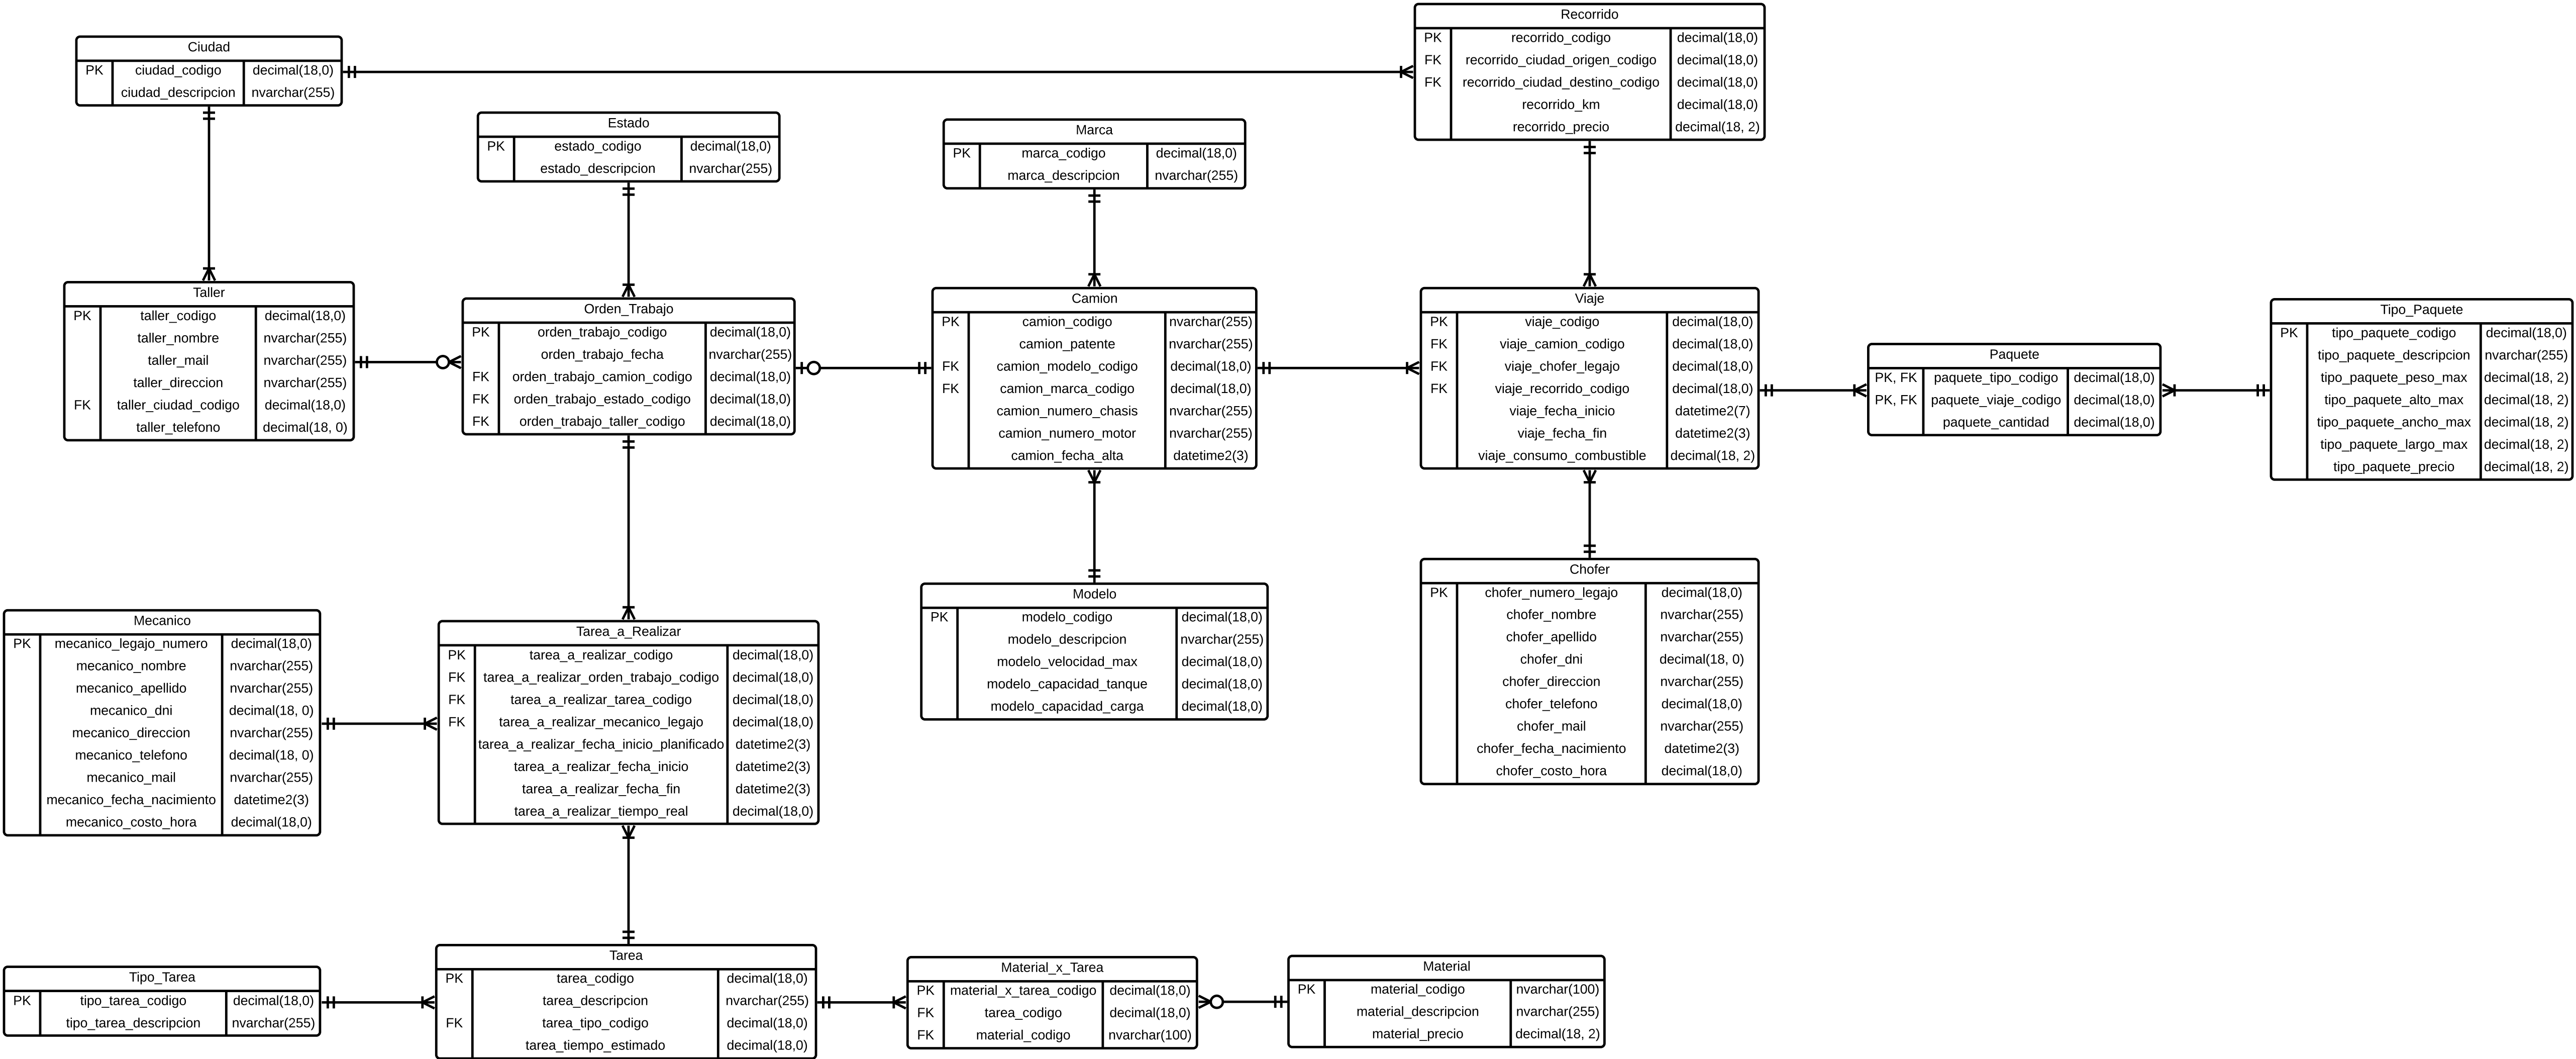 Recorrido
PK recorrido_codigo decimal(18,0)
FK recorrido_ciudad_origen_codigo decimal(18,0)
FK recorrido_ciudad_destino_codigo decimal(18,0)
recorrido_km decimal(18,0)
recorrido_precio decimal(18, 2)
Ciudad
PK ciudad_codigo decimal(18,0)
ciudad_descripcion nvarchar(255)
Estado
PK estado_codigo decimal(18,0)
estado_descripcion nvarchar(255)
Marca
PK marca_codigo decimal(18,0)
marca_descripcion nvarchar(255)
Taller
PK taller_codigo decimal(18,0)
taller_nombre nvarchar(255)
taller_mail nvarchar(255)
taller_direccion nvarchar(255)
FK taller_ciudad_codigo decimal(18,0)
taller_telefono decimal(18, 0)
Orden_Trabajo
PK orden_trabajo_codigo decimal(18,0)
orden_trabajo_fecha nvarchar(255)
FK orden_trabajo_camion_codigo decimal(18,0)
FK orden_trabajo_estado_codigo decimal(18,0)
FK orden_trabajo_taller_codigo decimal(18,0)
Camion
PK camion_codigo nvarchar(255)
camion_patente nvarchar(255)
FK camion_modelo_codigo decimal(18,0)
FK camion_marca_codigo decimal(18,0)
camion_numero_chasis nvarchar(255)
camion_numero_motor nvarchar(255)
camion_fecha_alta datetime2(3)
Viaje
PK viaje_codigo decimal(18,0)
FK viaje_camion_codigo decimal(18,0)
FK viaje_chofer_legajo decimal(18,0)
FK viaje_recorrido_codigo decimal(18,0)
viaje_fecha_inicio datetime2(7)
viaje_fecha_fin datetime2(3)
viaje_consumo_combustible decimal(18, 2)
Paquete
PK, FK paquete_tipo_codigo decimal(18,0)
PK, FK paquete_viaje_codigo decimal(18,0)
paquete_cantidad decimal(18,0)
Tipo_Paquete
PK tipo_paquete_codigo decimal(18,0)
tipo_paquete_descripcion nvarchar(255)
tipo_paquete_peso_max decimal(18, 2)
tipo_paquete_alto_max decimal(18, 2)
tipo_paquete_ancho_max decimal(18, 2)
tipo_paquete_largo_max decimal(18, 2)
tipo_paquete_precio decimal(18, 2)
Mecanico
PK mecanico_legajo_numero decimal(18,0)
mecanico_nombre nvarchar(255)
mecanico_apellido nvarchar(255)
mecanico_dni decimal(18, 0)
mecanico_direccion nvarchar(255)
mecanico_telefono decimal(18, 0)
mecanico_mail nvarchar(255)
mecanico_fecha_nacimiento datetime2(3)
mecanico_costo_hora decimal(18,0)
Tarea_a_Realizar
PK tarea_a_realizar_codigo decimal(18,0)
FK tarea_a_realizar_orden_trabajo_codigo decimal(18,0)
FK tarea_a_realizar_tarea_codigo decimal(18,0)
FK tarea_a_realizar_mecanico_legajo decimal(18,0)
tarea_a_realizar_fecha_inicio_planificado datetime2(3)
tarea_a_realizar_fecha_inicio datetime2(3)
tarea_a_realizar_fecha_fin datetime2(3)
tarea_a_realizar_tiempo_real decimal(18,0)
Modelo
PK modelo_codigo decimal(18,0)
modelo_descripcion nvarchar(255)
modelo_velocidad_max decimal(18,0)
modelo_capacidad_tanque decimal(18,0)
modelo_capacidad_carga decimal(18,0)
Chofer
PK chofer_numero_legajo decimal(18,0)
chofer_nombre nvarchar(255)
chofer_apellido nvarchar(255)
chofer_dni decimal(18, 0)
chofer_direccion nvarchar(255)
chofer_telefono decimal(18,0)
chofer_mail nvarchar(255)
chofer_fecha_nacimiento datetime2(3)
chofer_costo_hora decimal(18,0)
Tipo_Tarea
PK tipo_tarea_codigo decimal(18,0)
tipo_tarea_descripcion nvarchar(255)
Tarea
PK tarea_codigo decimal(18,0)
tarea_descripcion nvarchar(255)
FK tarea_tipo_codigo decimal(18,0)
tarea_tiempo_estimado decimal(18,0)
Material_x_Tarea
PK material_x_tarea_codigo decimal(18,0)
FK tarea_codigo decimal(18,0)
FK material_codigo nvarchar(100)
Material
PK material_codigo nvarchar(100)
material_descripcion nvarchar(255)
material_precio decimal(18, 2)